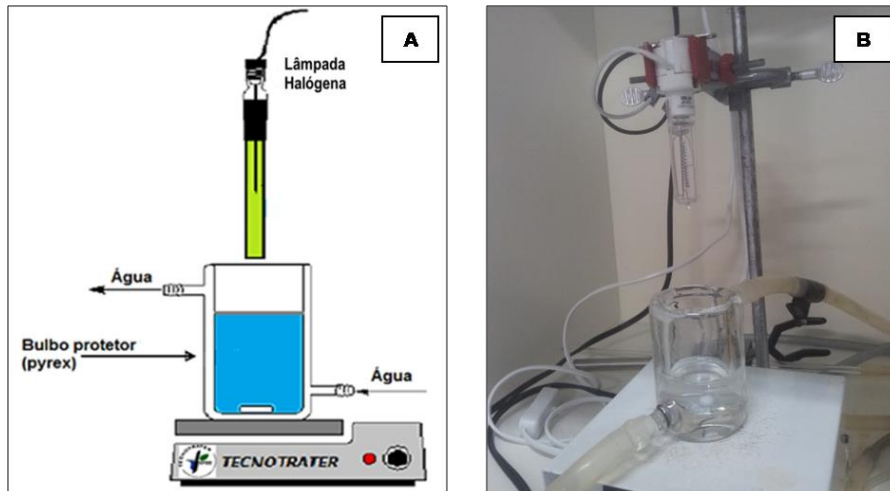 A
Lâmpada
Halógena
Água
Bulbo protetor
(pyrex)
Água
TECNOTRATER
B